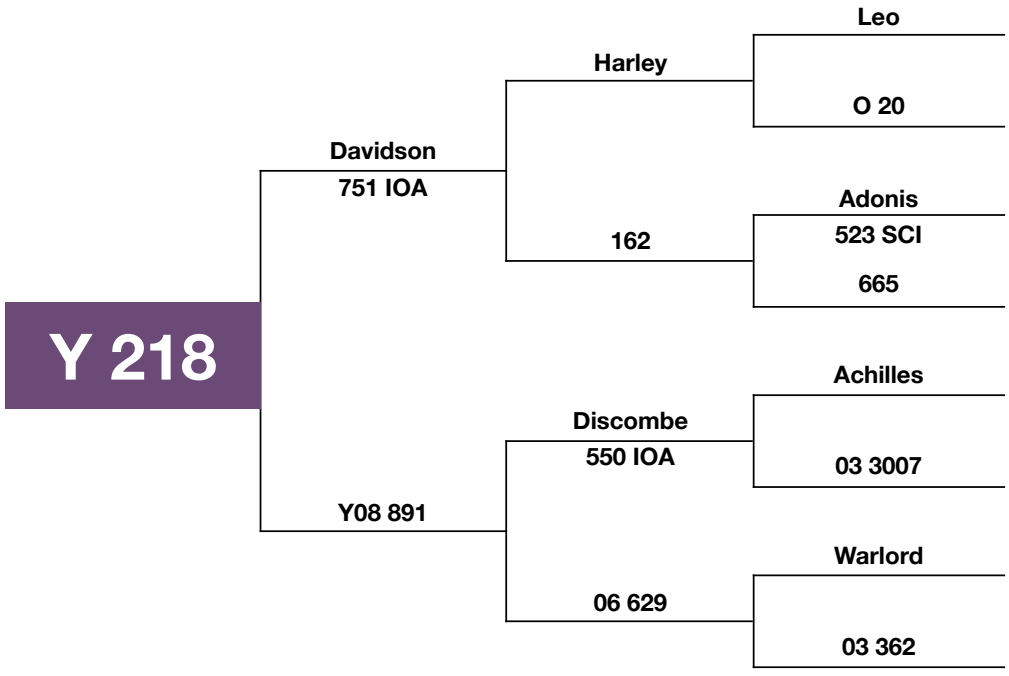 Leo
Harley
O 20
Davidson
751 IOA
Adonis
162
523 SCI
665
Y 218
Achilles
Discombe
550 IOA
03 3007
Y08 891
Warlord
06 629
03 362